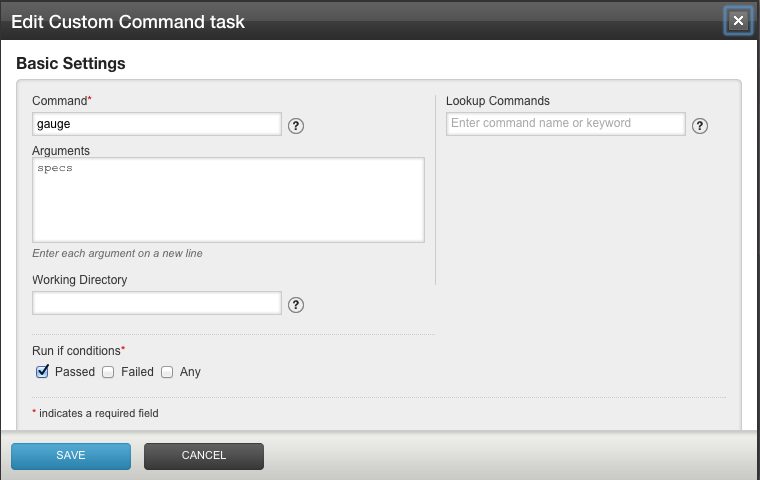 Edit Custom Command task
Basic Settings
Command*
gauge
Arguments
specs
Enter each argument on a new line
Working Directory
Lookup Commands
Enter command name or keyword
Run if conditions*
Passed Failed Any
* indicates a required field
SAVE CANCEL